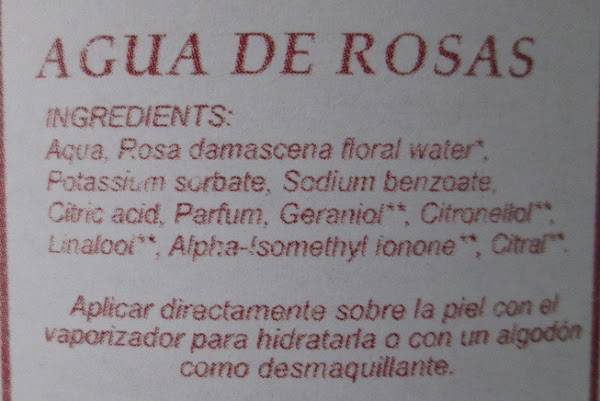 AGUA DE ROSAS
INGREDIENTS:
Aqua, Rosa damascena floral water*,
Potassium sorbate, Sodium benzoate,
Citric acid, Parfum, Geraniol**, Citronellol**,
Linalool**, Alpha-Isomethyl ionone**, Citral**.
Aplicar directamente sobre la piel con el
vaporizador para hidratarla o con un algodón
como desmaquillante.